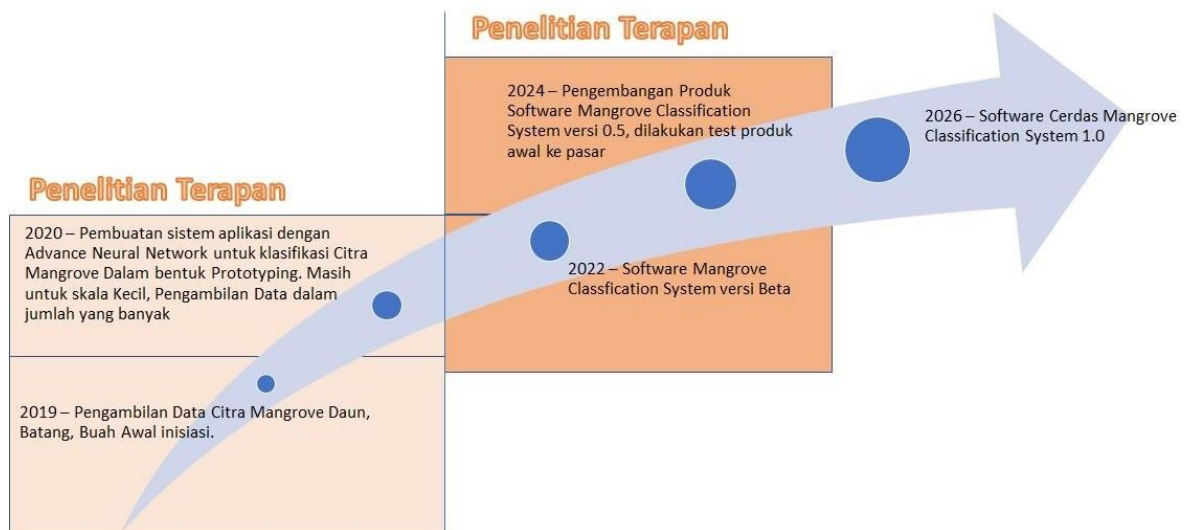 Penelitian Terapan
2024 – Pengembangan Produk
Software Mangrove Classification
System versi 0.5, dilakukan test produk
awal ke pasar
2026 – Software Cerdas Mangrove
Classification System 1.0
Penelitian Terapan
2020 – Pembuatan sistem aplikasi dengan
Advance Neural Network untuk klasifikasi Citra
Mangrove Dalam bentuk Prototyping. Masih
untuk skala Kecil, Pengambilan Data dalam
jumlah yang banyak
2022 – Software Mangrove
Classfication System versi Beta
2019 – Pengambilan Data Citra Mangrove Daun,
Batang, Buah Awal inisiasi.